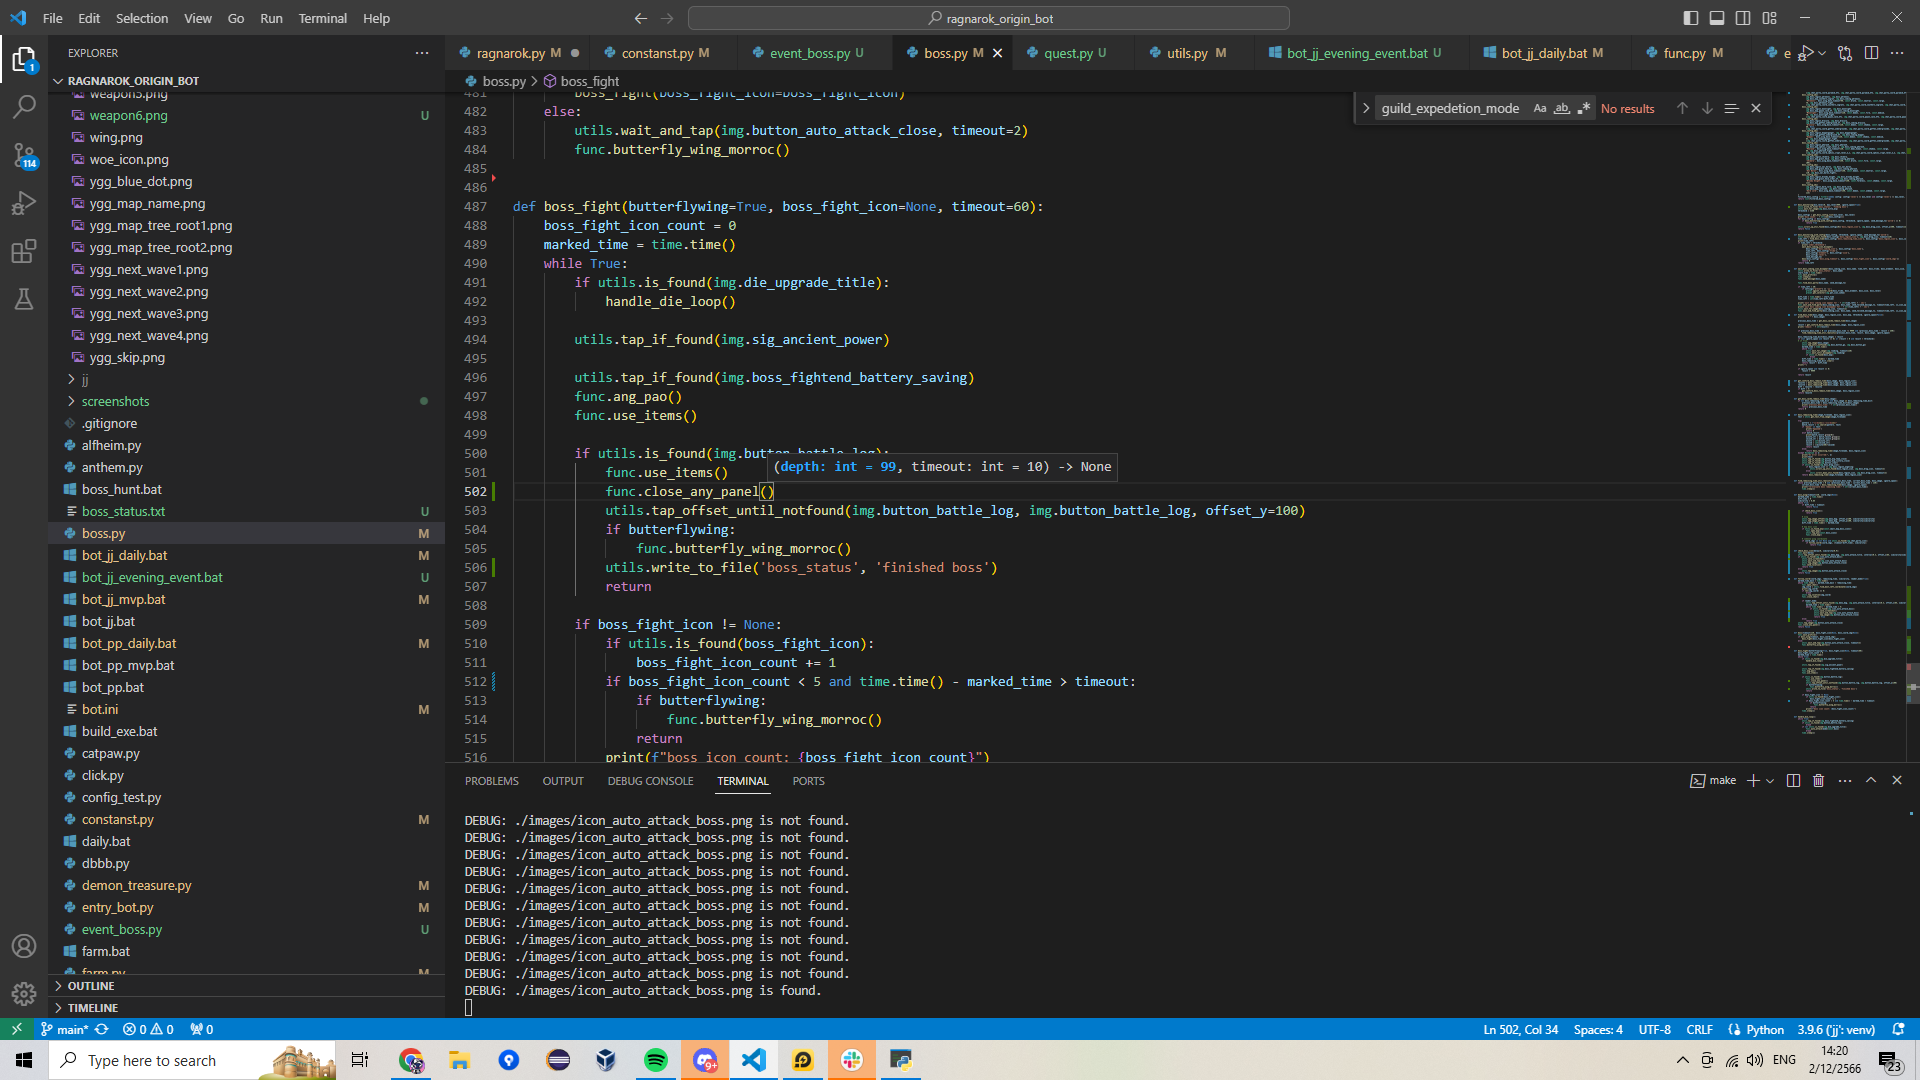 File Edit Selection View Go Run Terminal Help
ragnarok_origin_bot
EXPLORER
RAGNAROK_ORIGIN_BOT
weapon3.png
weapon6.png U
wing.png
woe_icon.png
ygg_blue_dot.png
ygg_map_name.png
ygg_map_tree_root1.png
ygg_map_tree_root2.png
ygg_next_wave1.png
ygg_next_wave2.png
ygg_next_wave3.png
ygg_next_wave4.png
ygg_skip.png
jj
screenshots
.gitignore
alfheim.py
anthem.py
boss_hunt.bat
boss_status.txt U
boss.py M
bot_jj_daily.bat M
bot_jj_evening_event.bat U
bot_jj_mvp.bat M
bot_jj.bat
bot_pp_daily.bat M
bot_pp_mvp.bat
bot_pp.bat
bot.ini M
build_exe.bat
catpaw.py
click.py
config_test.py
constanst.py M
daily.bat
dbbb.py
demon_treasure.py M
entry_bot.py M
event_boss.py U
farm.bat
farm.py M
OUTLINE
TIMELINE
1
114
ragnarok.py M
constanst.py M
event_boss.py U
boss.py M
quest.py U
utils.py M
bot_jj_evening_event.bat U
bot_jj_daily.bat M
func.py M
e
boss.py > boss_fight
guild_expedetion_mode Aa ab No results
481 boss_fight(boss_fight_icon=boss_fight_icon)
482 else:
483 utils.wait_and_tap(img.button_auto_attack_close, timeout=2)
484 func.butterfly_wing_morroc()
485
486
487 def boss_fight(butterflywing=True, boss_fight_icon=None, timeout=60):
488 boss_fight_icon_count = 0
489 marked_time = time.time()
490 while True:
491 if utils.is_found(img.die_upgrade_title):
492 handle_die_loop()
493
494 utils.tap_if_found(img.sig_ancient_power)
495
496 utils.tap_if_found(img.boss_fightend_battery_saving)
497 func.ang_pao()
498 func.use_items()
499
500 if utils.is_found(img.button_battle_log):
501 func.use_items()
(depth: int = 99, timeout: int = 10) -> None
502 func.close_any_panel()
503 utils.tap_offset_until_notfound(img.button_battle_log, img.button_battle_log, offset_y=100)
504 if butterflywing:
505 func.butterfly_wing_morroc()
506 utils.write_to_file('boss_status', 'finished boss')
507 return
508
509 if boss_fight_icon != None:
510 if utils.is_found(boss_fight_icon):
511 boss_fight_icon_count += 1
512 if boss_fight_icon_count < 5 and time.time() - marked_time > timeout:
513 if butterflywing:
514 func.butterfly_wing_morroc()
515 return
516 print(f"boss icon count: {boss_fight_icon_count}")
PROBLEMS OUTPUT DEBUG CONSOLE TERMINAL PORTS
make
DEBUG: ./images/icon_auto_attack_boss.png is not found.
DEBUG: ./images/icon_auto_attack_boss.png is not found.
DEBUG: ./images/icon_auto_attack_boss.png is not found.
DEBUG: ./images/icon_auto_attack_boss.png is not found.
DEBUG: ./images/icon_auto_attack_boss.png is not found.
DEBUG: ./images/icon_auto_attack_boss.png is not found.
DEBUG: ./images/icon_auto_attack_boss.png is not found.
DEBUG: ./images/icon_auto_attack_boss.png is not found.
DEBUG: ./images/icon_auto_attack_boss.png is not found.
DEBUG: ./images/icon_auto_attack_boss.png is not found.
DEBUG: ./images/icon_auto_attack_boss.png is found.
main* 0 0 0
Ln 502, Col 34 Spaces: 4 UTF-8 CRLF Python 3.9.6 ('jj': venv)
Type here to search
9+
ENG
14:20
2/12/2566
23